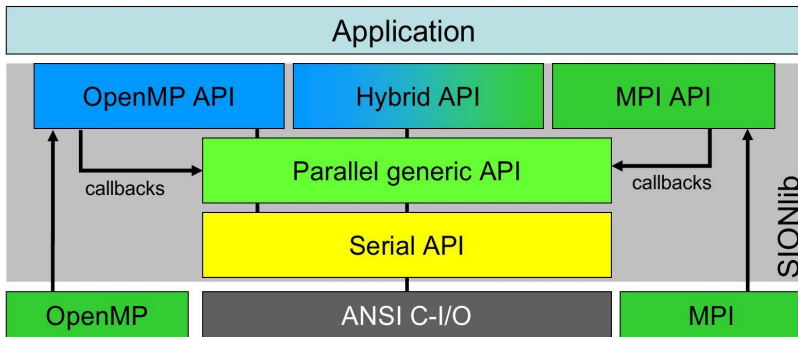 Application
OpenMP API
Hybrid API
MPI API
Parallel generic API
callbacks
callbacks
Serial API
SIONlib
OpenMP
ANSI C-I/O
MPI